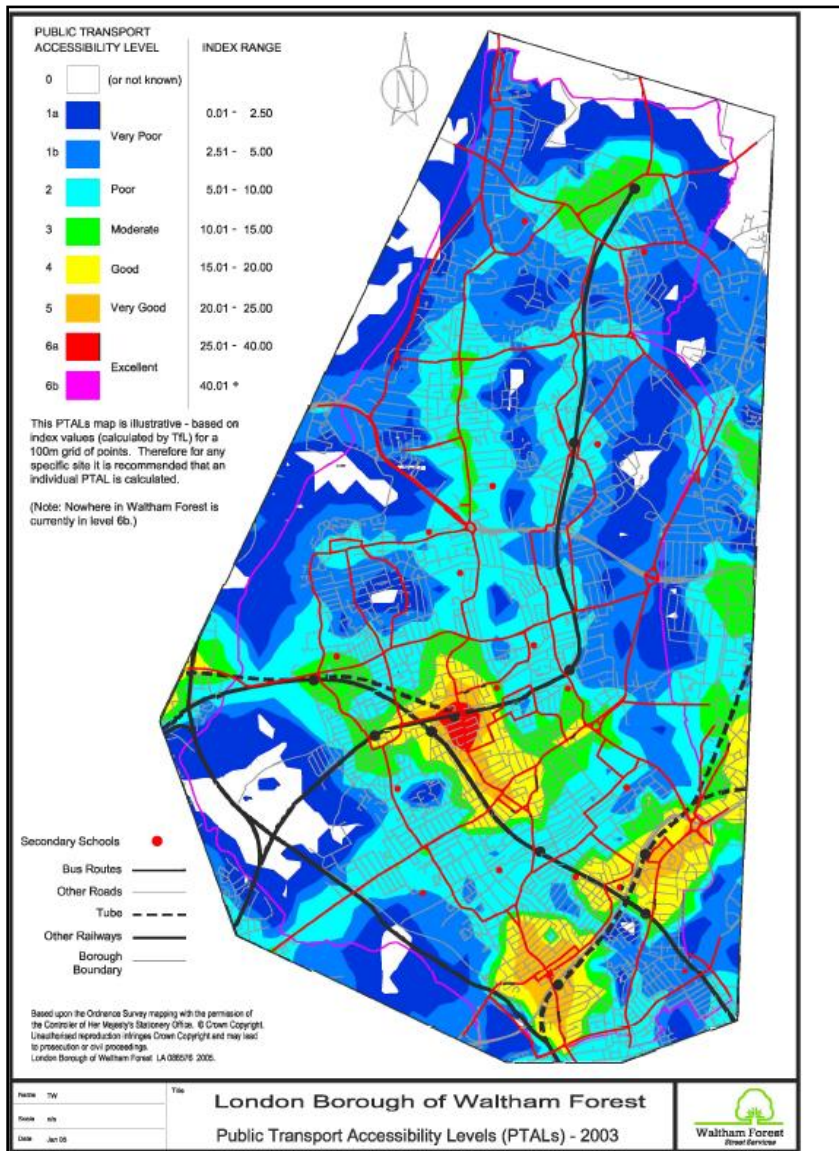 PUBLIC TRANSPORT
ACCESSIBILITY LEVEL
INDEX RANGE
0 (or not known)
1a 0.01 - 2.50
Very Poor
1b 2.51 - 5.00
2 Poor 5.01 - 10.00
3 Moderate 10.01 - 15.00
4 Good 15.01 - 20.00
5 Very Good 20.01 - 25.00
6a 25.01 - 40.00
Excellent
6b 40.01 +
N
This PTALs map is illustrative - based on
index values (calculated by TfL) for a
100m grid of points. Therefore for any
specific site it is recommended that an
individual PTAL is calculated.
(Note: Nowhere in Waltham Forest is
currently in level 6b.)
Secondary Schools
Bus Routes
Other Roads
Tube
Other Railways
Borough
Boundary
Based upon the Ordnance Survey mapping with the permission of
the Controller of Her Majesty's Stationery Office. © Crown Copyright.
Unauthorised reproduction infringes Crown Copyright and may lead
to prosecution or civil proceedings.
London Borough of Waltham Forest LA 086576 2005.
TW
Scale n/s
Date Jan 05
Title
London Borough of Waltham Forest
Public Transport Accessibility Levels (PTALs) - 2003
Waltham Forest
Street Services